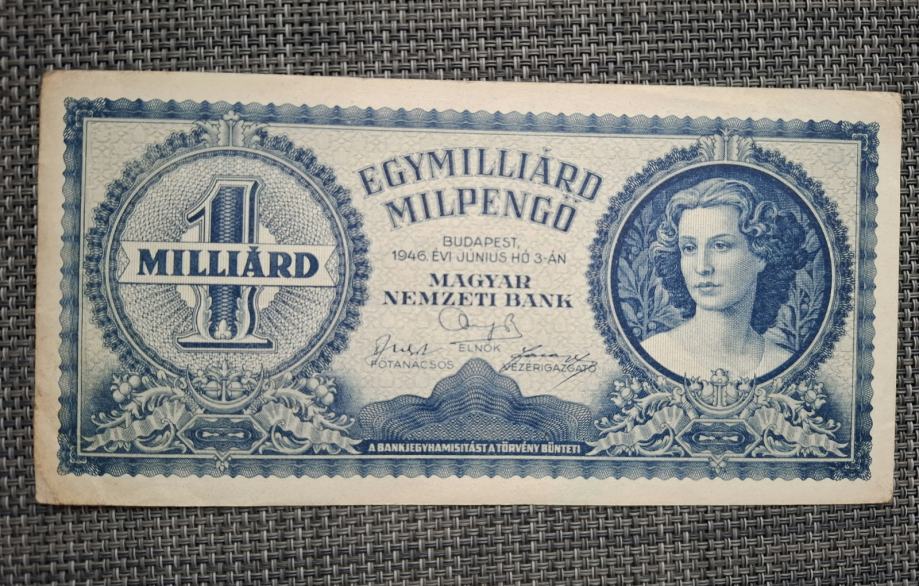 1
MILLIÁRD
EGYMILLIÁRD
MILPENGŐ
BUDAPEST,
1946. ÉVI JÚNIUS HÓ 3-ÁN
MAGYAR
NEMZETI BANK
ELNÖK
FŐTANÁCSOS VEZÉRIGAZGATÓ
A BANKJEGYHAMISITÁST A TÖRVÉNY BÜNTETI